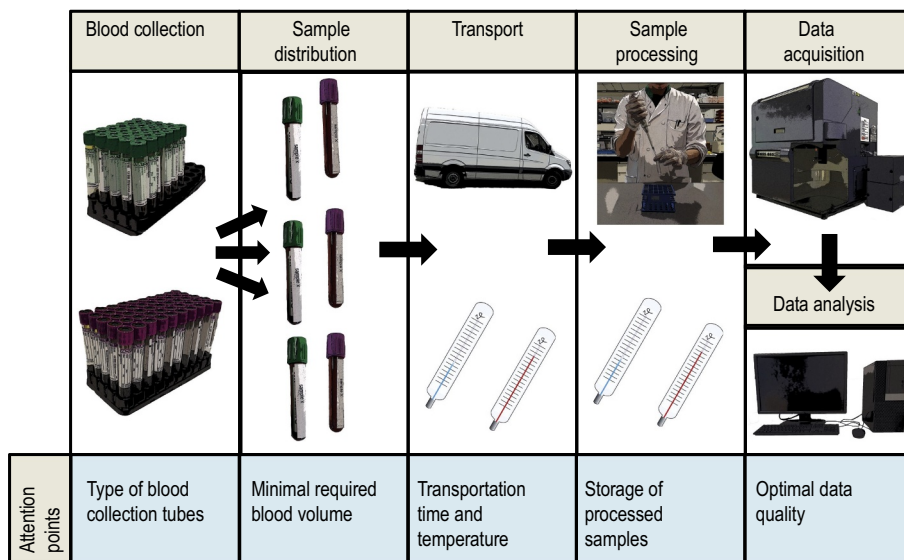 Blood collection
Sample
distribution
Transport
Sample
processing
Data
acquisition
Data analysis
Attention
points
Type of blood
collection tubes
Minimal required
blood volume
Transportation
time and
temperature
Storage of
processed
samples
Optimal data
quality